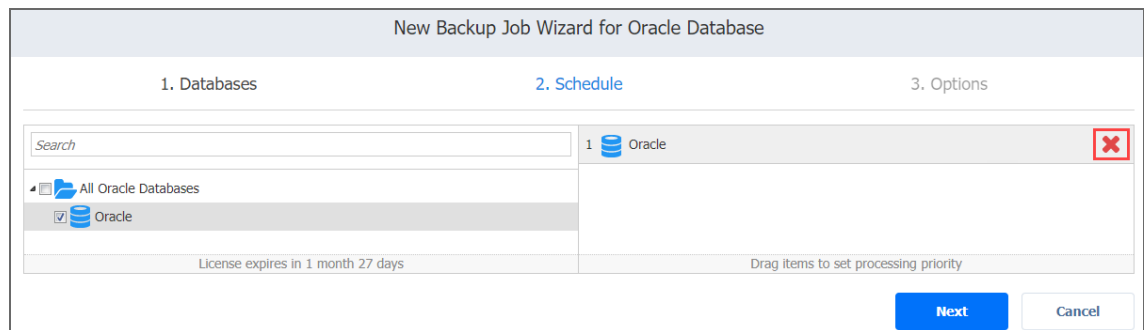 New Backup Job Wizard for Oracle Database
1. Databases 2. Schedule 3. Options
Search
1 Oracle
All Oracle Databases
Oracle
License expires in 1 month 27 days
Drag items to set processing priority
Next Cancel